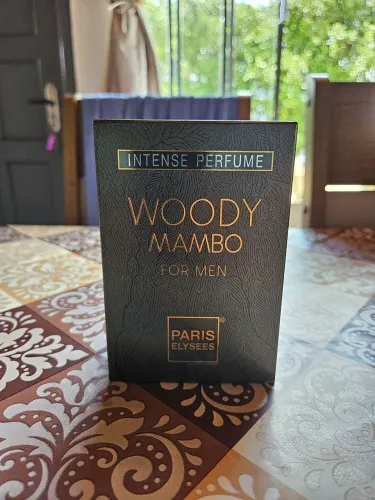 INTENSE PERFUME
WOODY
MAMBO
FOR MEN
PARIS
ELYSEES
®